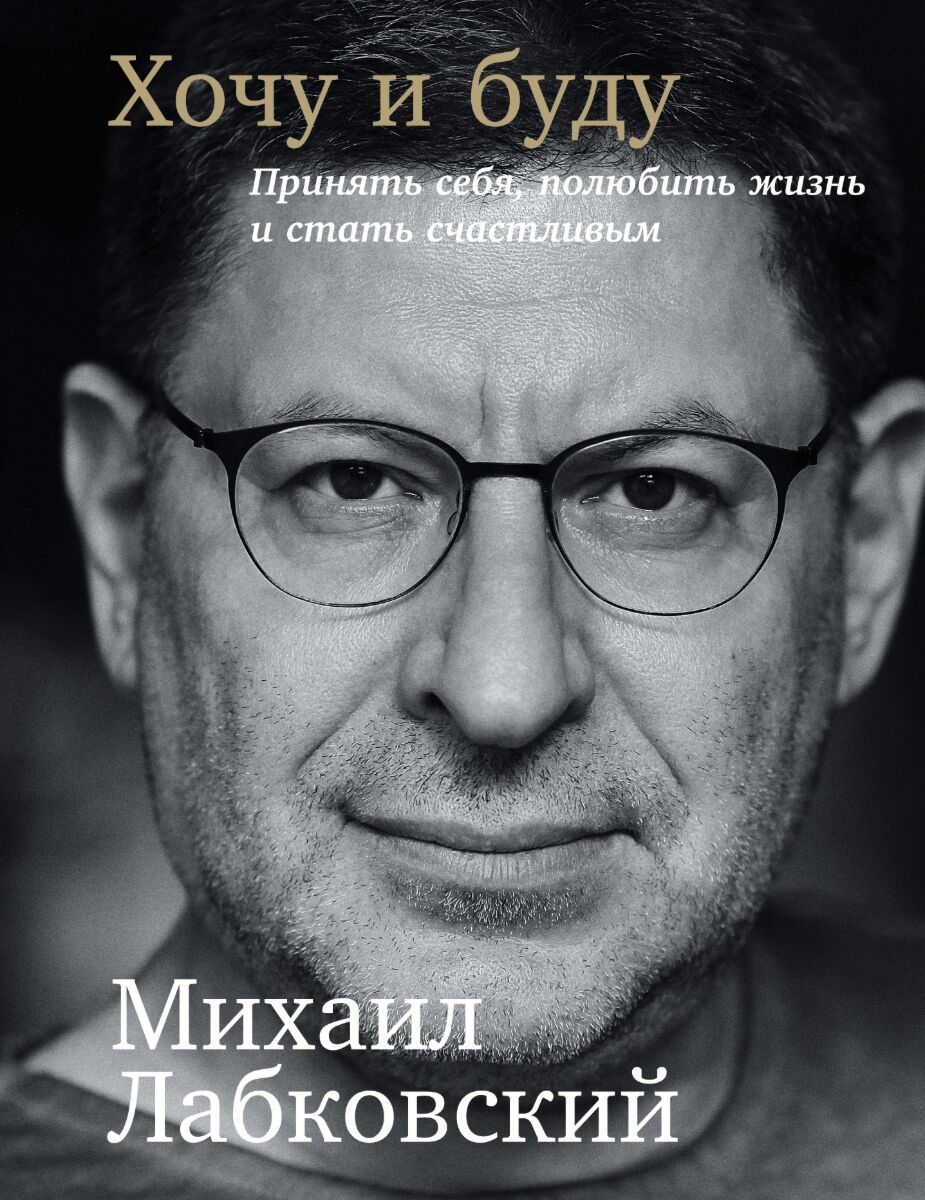 Хочу и буду
Принять себя, полюбить жизнь
и стать счастливым
Михаил
Лабковский